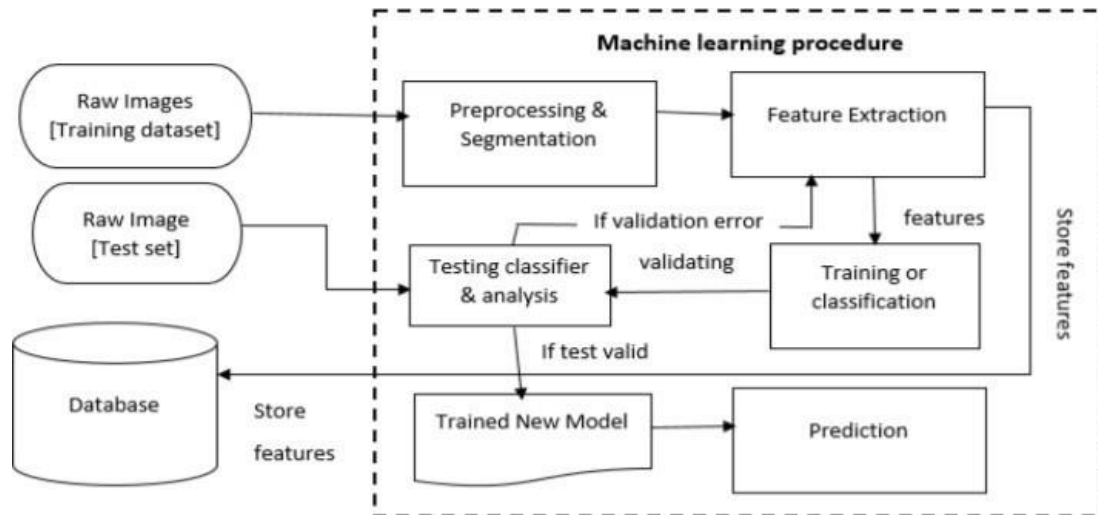 Machine learning procedure
Raw Images
[Training dataset]
Preprocessing &
Segmentation
Feature Extraction
Raw Image
[Test set]
If validation error
features
Testing classifier
& analysis
validating
Training or
classification
Store features
If test valid
Database
Store
features
Trained New Model
Prediction